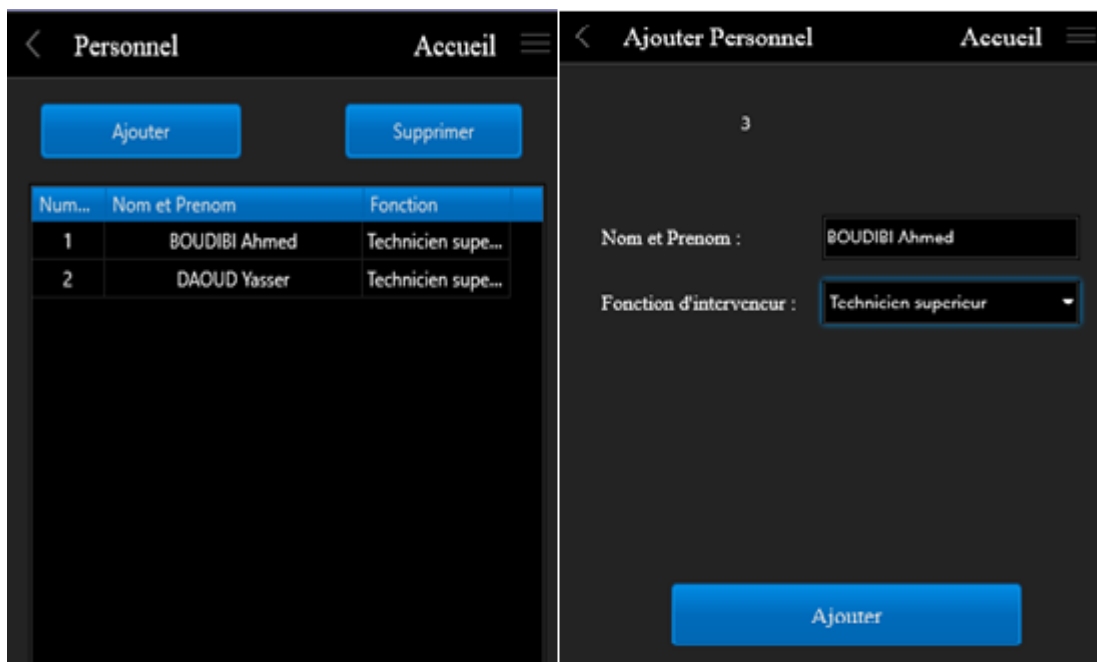 Personnel Accueil
Ajouter Supprimer
Num... Nom et Prenom Fonction
1 BOUDIBI Ahmed Technicien supe...
2 DAOUD Yasser Technicien supe...
Ajouter Personnel Accueil
3
Nom et Prenom : BOUDIBI Ahmed
Fonction d'interveneur : Technicien superieur
Ajouter